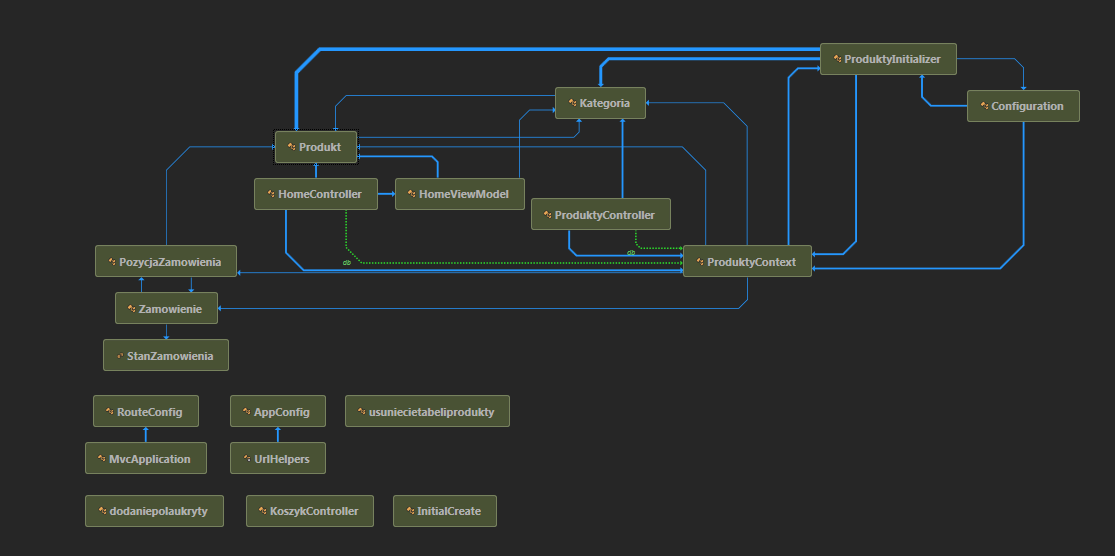 ProduktyInitializer
Kategoria
Configuration
Produkt
HomeController
HomeViewModel
ProduktyController
PozycjaZamowienia
db
db
ProduktyContext
Zamowienie
StanZamowienia
RouteConfig
AppConfig
usuniecietabeliprodukty
MvcApplication
UrlHelpers
dodaniepolaukryty
KoszykController
InitialCreate